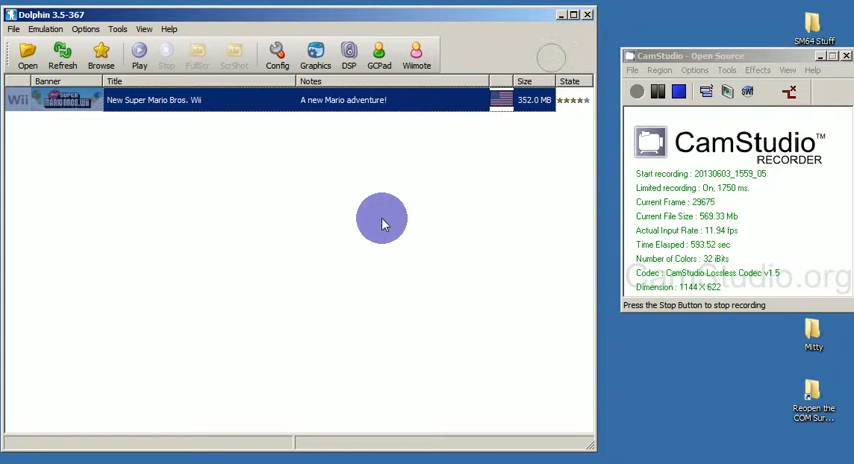 Dolphin 3.5-367
File Emulation Options Tools View Help
Open Refresh Browse Play Stop FullScr ScrShot Config Graphics DSP GCPad Wiimote
Banner Title Notes Size State
Wii New Super Mario Bros. Wii A new Mario adventure! 352.0 MB
SM64 Stuff
CamStudio - Open Source
File Region Options Tools Effects View Help
CamStudio™
RECORDER
Start recording : 20130603_1559_05
Limited recording : On, 1750 ms.
Current Frame : 29675
Current File Size : 569.33 Mb
Actual Input Rate : 11.94 fps
Time Elasped : 593.52 sec
Number of Colors : 32 iBits
Codec : CamStudio Lossless Codec v1.5
Dimension : 1144 X 622
CamStudio.org
Press the Stop Button to stop recording
Mitty
Reopen the
COM Sur...